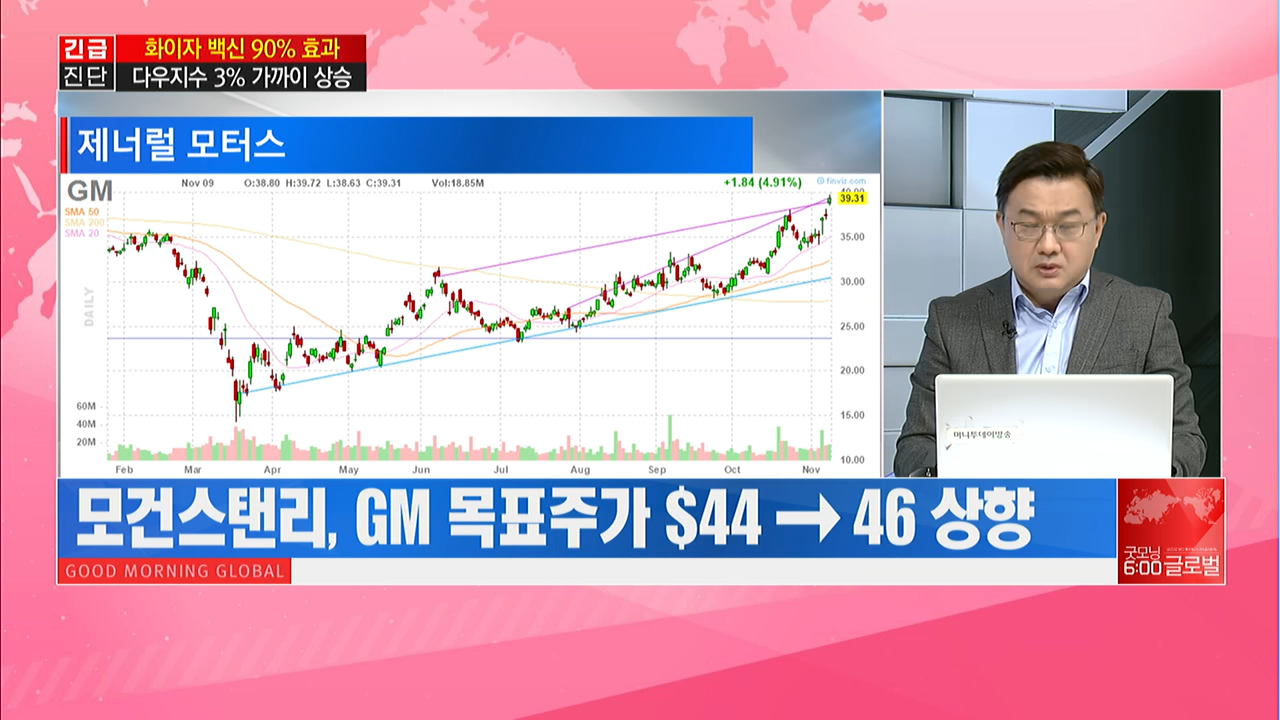 긴급
진단
화이자 백신 90% 효과
다우지수 3% 가까이 상승
제너럴 모터스
GM
Nov 09 O:38.80 H:39.72 L:38.63 C:39.31 Vol:18.85M +1.84 (4.91%) © finviz.com
SMA 50
SMA 200
SMA 20
DAILY
40.00
39.31
35.00
30.00
25.00
20.00
15.00
10.00
60M
40M
20M
Feb Mar Apr May Jun Jul Aug Sep Oct Nov
머니투데이방송
모건스탠리, GM 목표주가 $44 → 46 상향
GOOD MORNING GLOBAL
굿모닝
6:00 글로벌